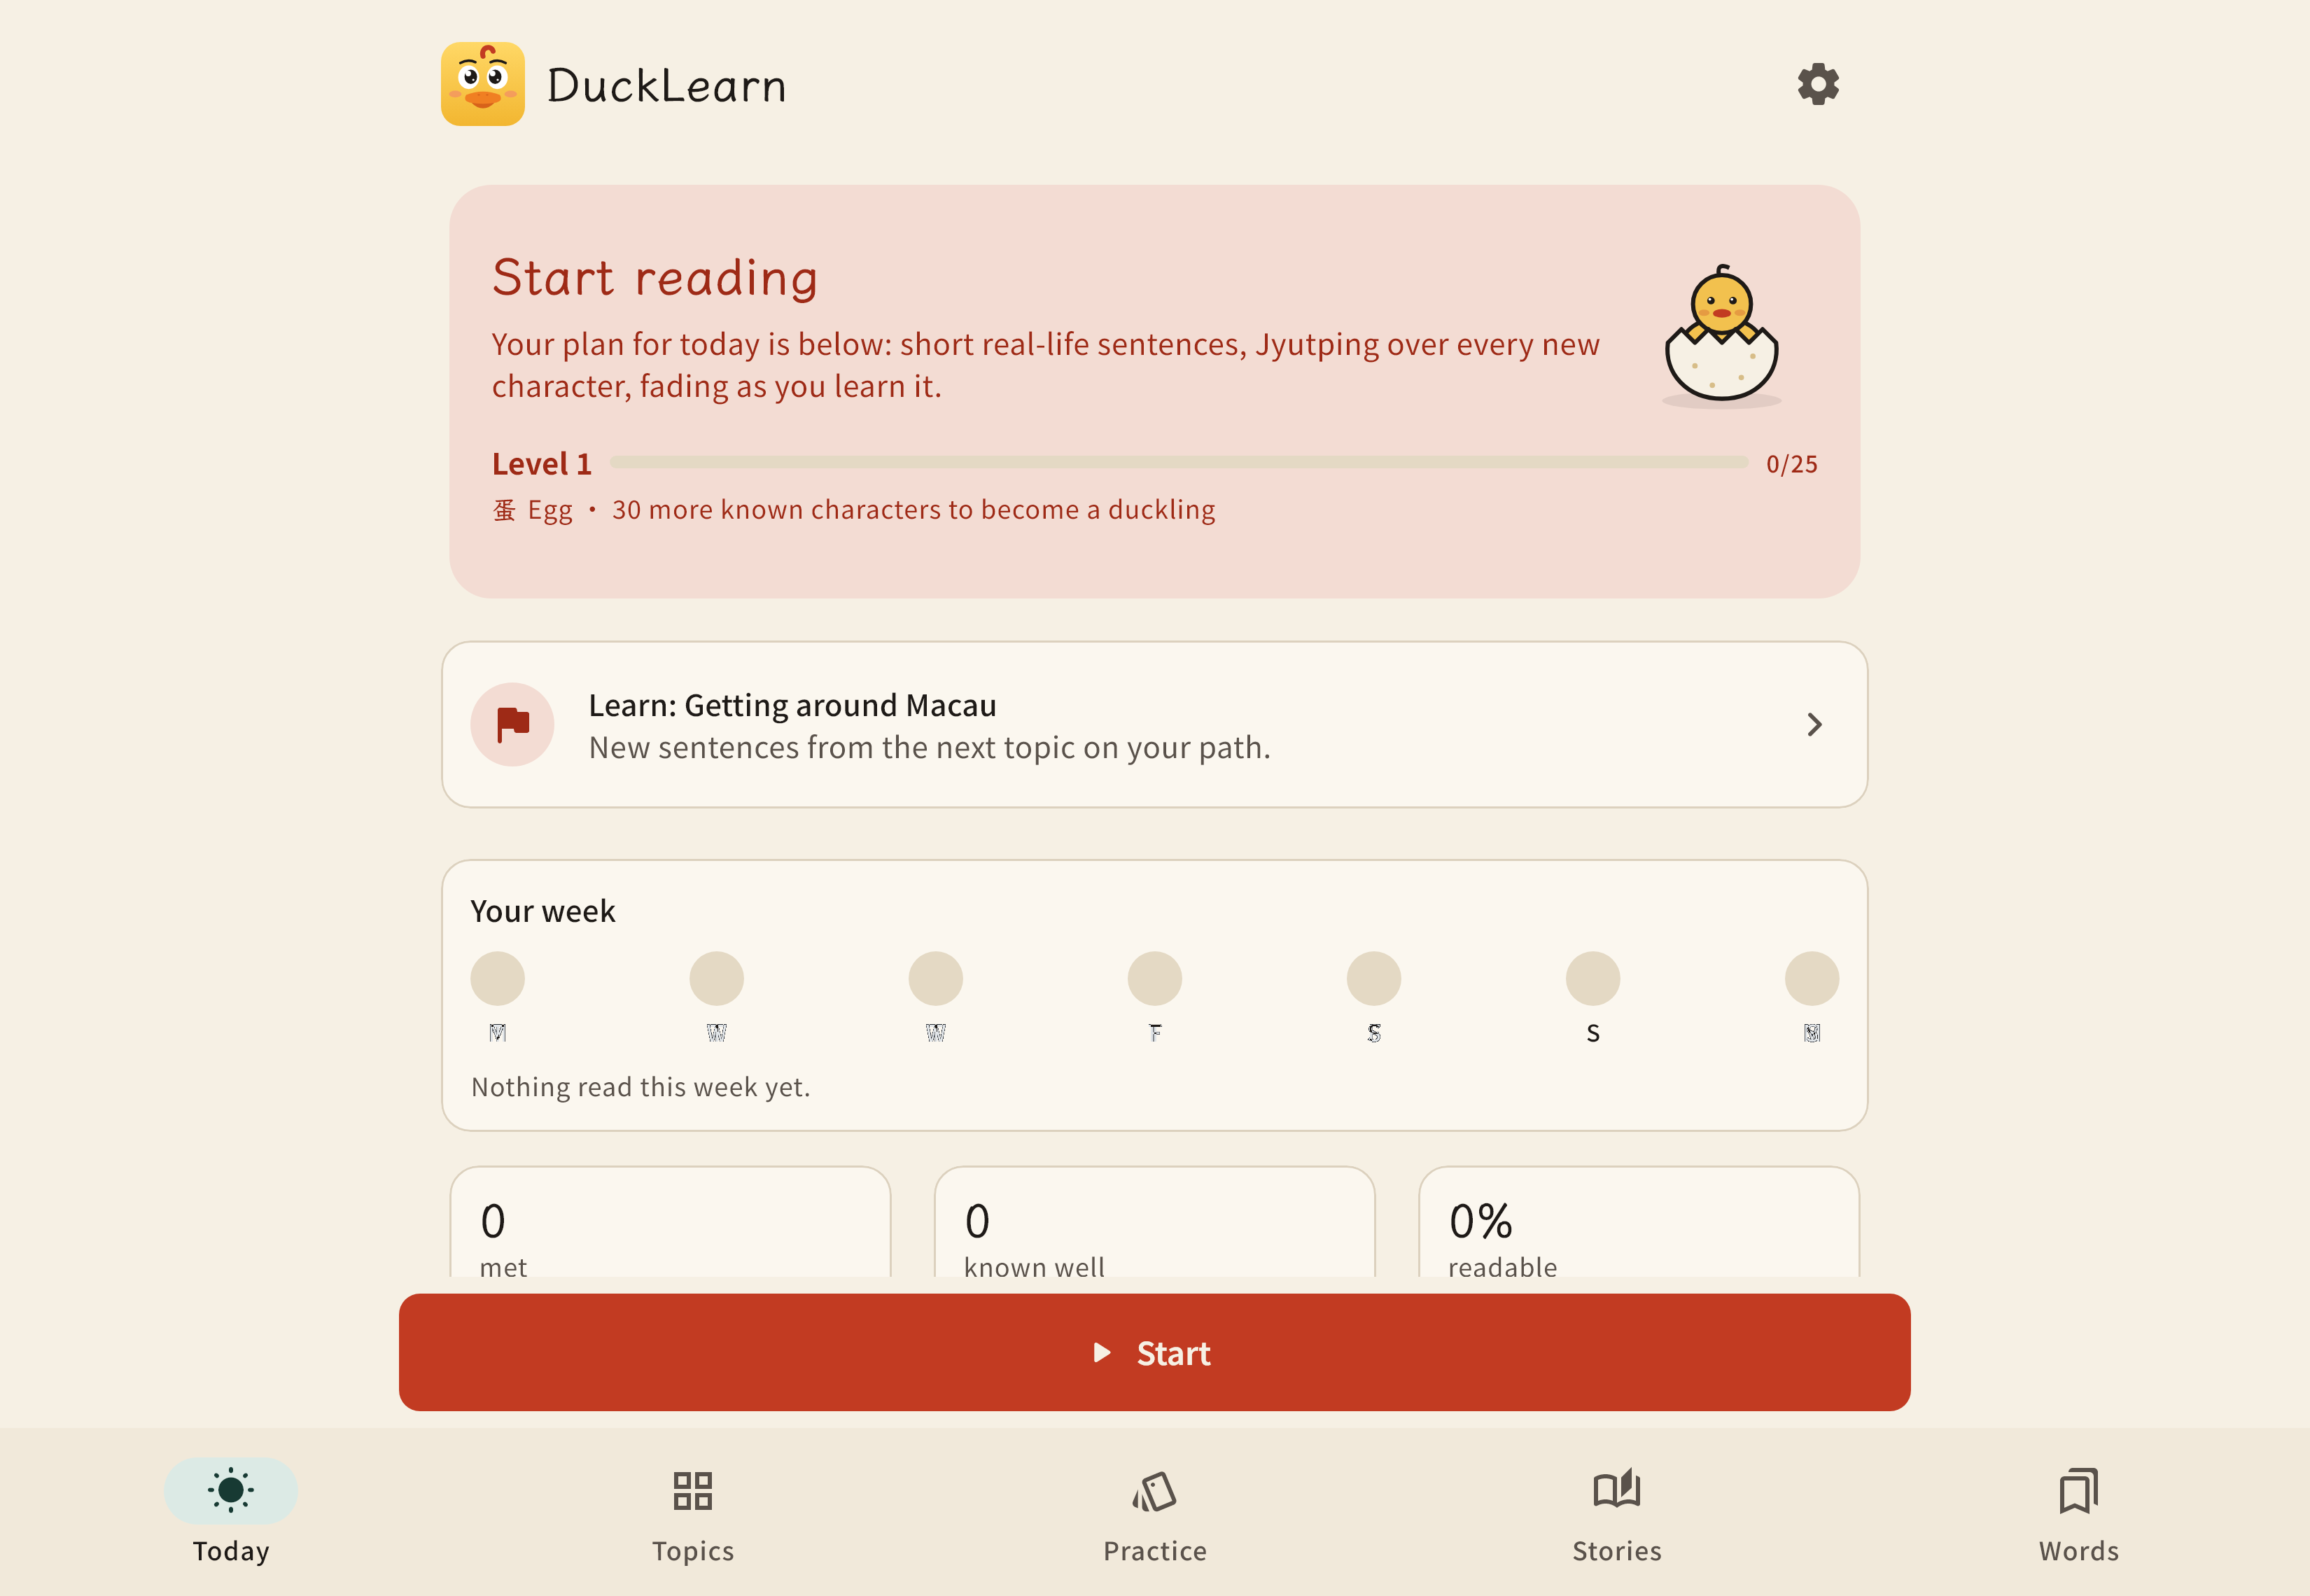 DuckLearn
Start reading
Your plan for today is below: short real-life sentences, Jyutping over every new
character, fading as you learn it.
Level 1 0/25
蛋 Egg • 30 more known characters to become a duckling
Learn: Getting around Macau
New sentences from the next topic on your path.
Your week
F S S
Nothing read this week yet.
0 0 0%
met known well readable
Start
Today Topics Practice Stories Words